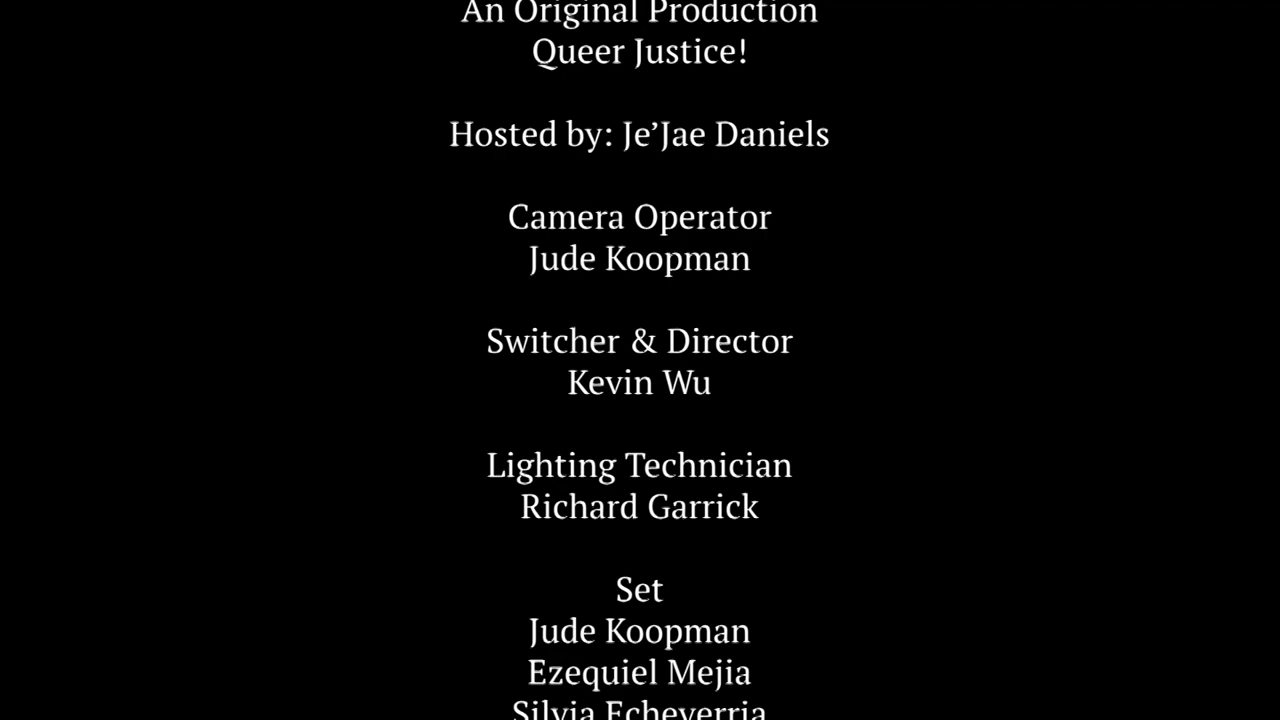 An Original Production
Queer Justice!
Hosted by: Je’Jae Daniels
Camera Operator
Jude Koopman
Switcher & Director
Kevin Wu
Lighting Technician
Richard Garrick
Set
Jude Koopman
Ezequiel Mejia
Silvia Echeverria